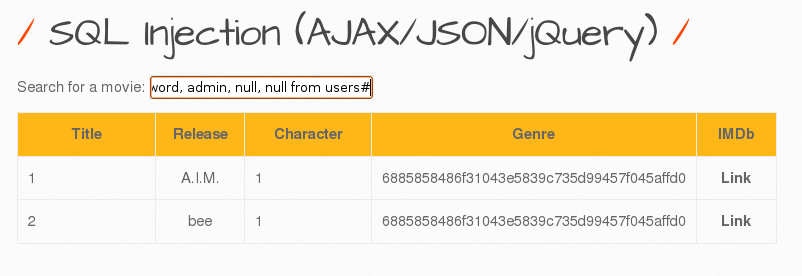 / SQL Injection (AJAX/JSON/jQuery) /
Search for a movie: word, admin, null, null from users#
Title Release Character Genre IMDb
1 A.I.M. 1 6885858486f31043e5839c735d99457f045affd0 Link
2 bee 1 6885858486f31043e5839c735d99457f045affd0 Link